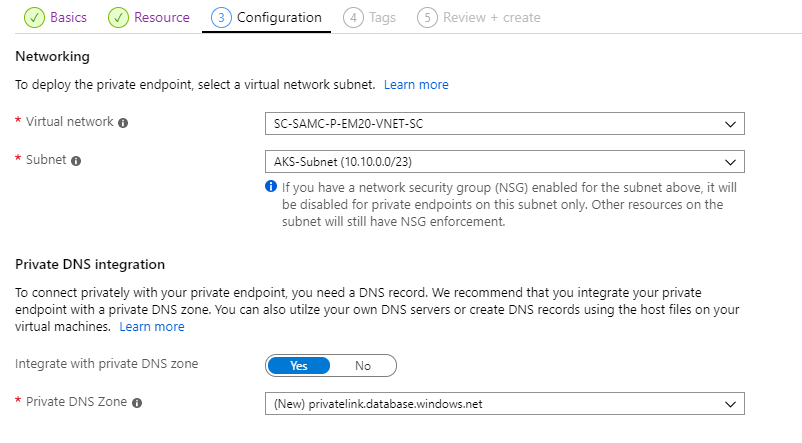 Basics Resource 3 Configuration 4 Tags 5 Review + create
Networking
To deploy the private endpoint, select a virtual network subnet. Learn more
* Virtual network SC-SAMC-P-EM20-VNET-SC
* Subnet AKS-Subnet (10.10.0.0/23)
If you have a network security group (NSG) enabled for the subnet above, it will
be disabled for private endpoints on this subnet only. Other resources on the
subnet will still have NSG enforcement.
Private DNS integration
To connect privately with your private endpoint, you need a DNS record. We recommend that you integrate your private
endpoint with a private DNS zone. You can also utilze your own DNS servers or create DNS records using the host files on your
virtual machines. Learn more
Integrate with private DNS zone Yes No
* Private DNS Zone (New) privatelink.database.windows.net